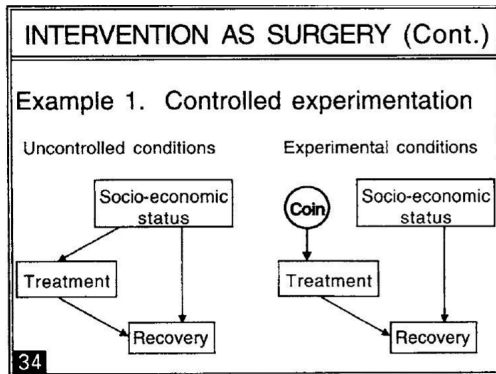 INTERVENTION AS SURGERY (Cont.)
Example 1. Controlled experimentation
Uncontrolled conditions
Socio-economic
status
Treatment
Recovery
Experimental conditions
Coin
Socio-economic
status
Treatment
Recovery
34